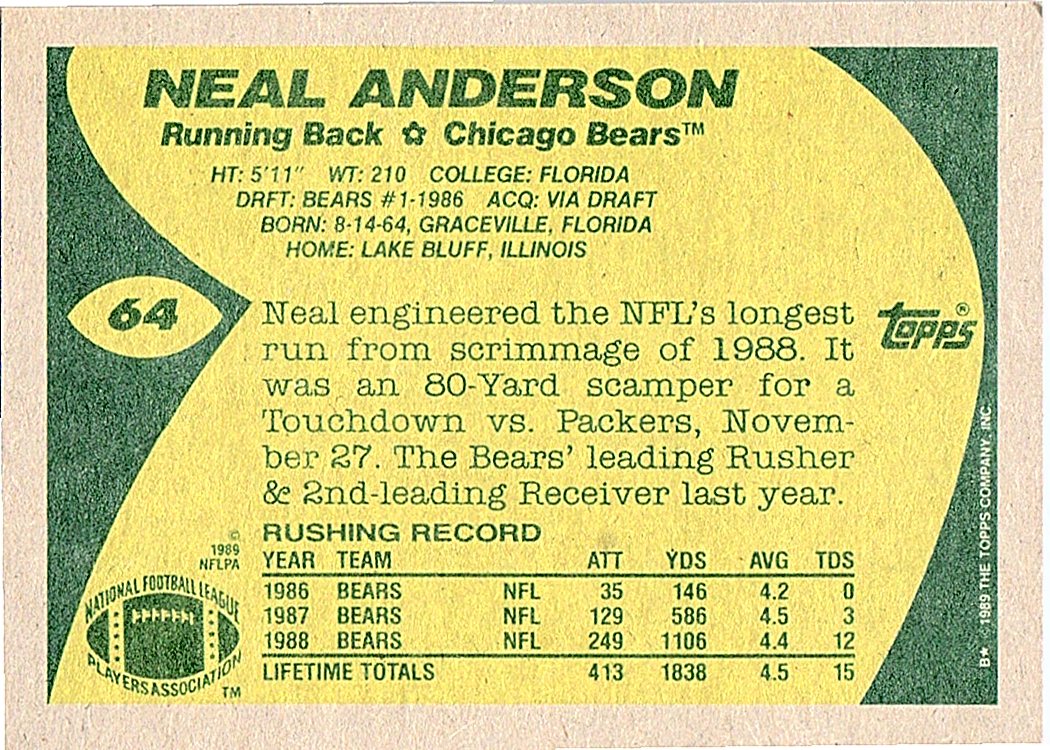 NEAL ANDERSON
Running Back ✩ Chicago Bears™
HT: 5'11" WT: 210 COLLEGE: FLORIDA
DRFT: BEARS #1-1986 ACQ: VIA DRAFT
BORN: 8-14-64, GRACEVILLE, FLORIDA
HOME: LAKE BLUFF, ILLINOIS
64
Neal engineered the NFL's longest
run from scrimmage of 1988. It
was an 80-Yard scamper for a
Touchdown vs. Packers, Novem-
ber 27. The Bears' leading Rusher
& 2nd-leading Receiver last year.
topps®
RUSHING RECORD
YEAR TEAM ATT YDS AVG TDS
1986 BEARS NFL 35 146 4.2 0
1987 BEARS NFL 129 586 4.5 3
1988 BEARS NFL 249 1106 4.4 12
LIFETIME TOTALS 413 1838 4.5 15
©
1989
NFLPA
NATIONAL FOOTBALL LEAGUE
PLAYERS ASSOCIATION
™
B★ © 1989 THE TOPPS COMPANY, INC.